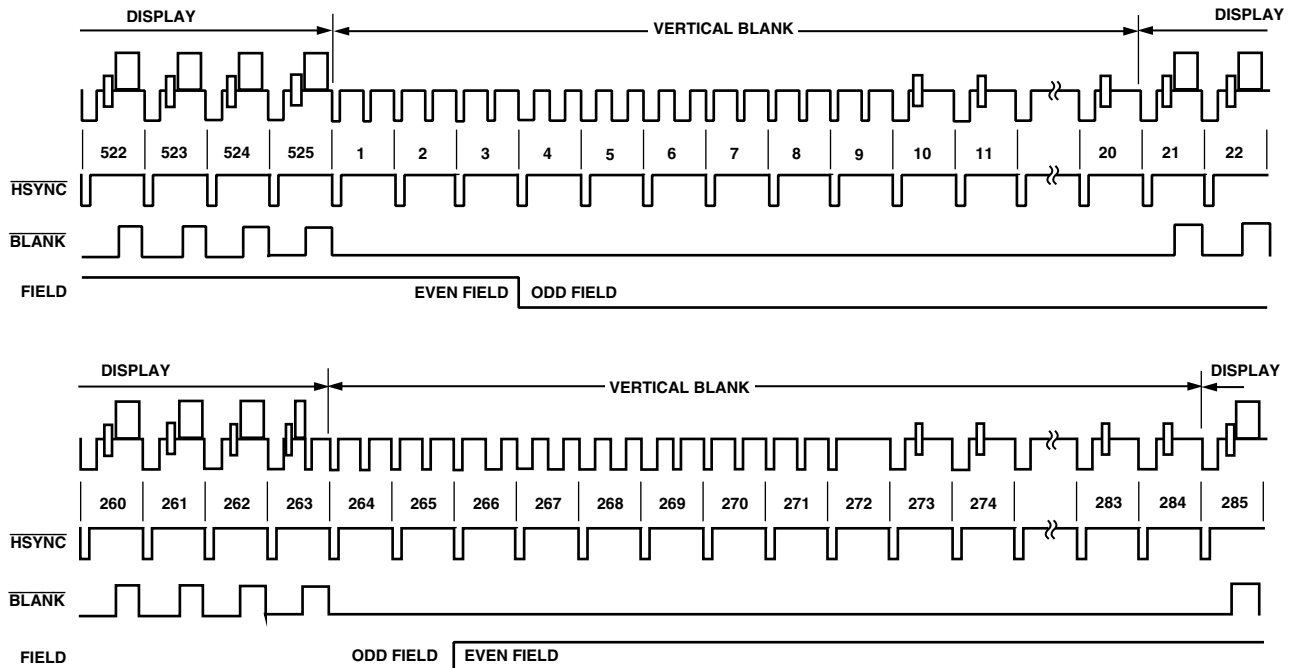 DISPLAY VERTICAL BLANK DISPLAY
522 523 524 525 1 2 3 4 5 6 7 8 9 10 11 20 21 22
HSYNC
BLANK
FIELD EVEN FIELD ODD FIELD
DISPLAY VERTICAL BLANK DISPLAY
260 261 262 263 264 265 266 267 268 269 270 271 272 273 274 283 284 285
HSYNC
BLANK
FIELD ODD FIELD EVEN FIELD